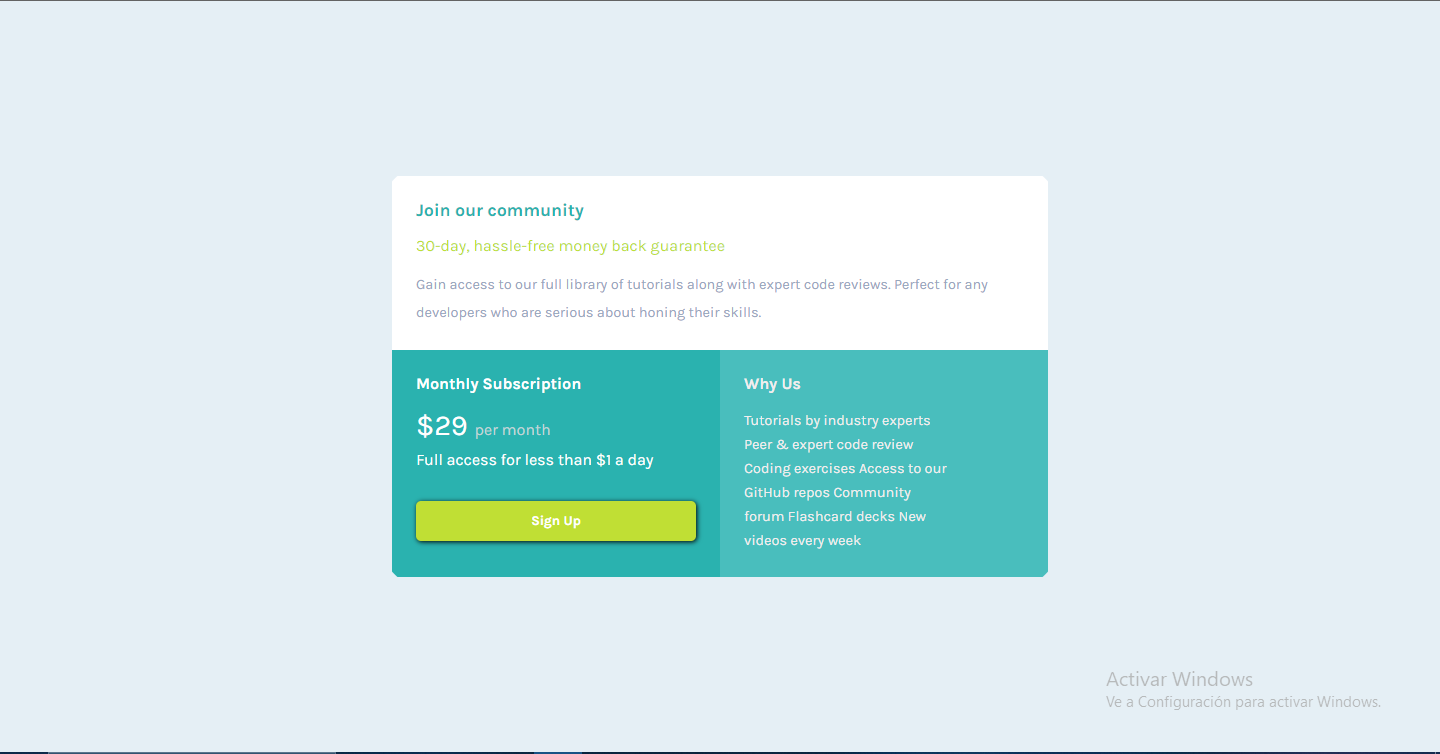 Join our community
30-day, hassle-free money back guarantee
Gain access to our full library of tutorials along with expert code reviews. Perfect for any
developers who are serious about honing their skills.
Monthly Subscription
$29 per month
Full access for less than $1 a day
Sign Up
Why Us
Tutorials by industry experts
Peer & expert code review
Coding exercises Access to our
GitHub repos Community
forum Flashcard decks New
videos every week
Activar Windows
Ve a Configuración para activar Windows.